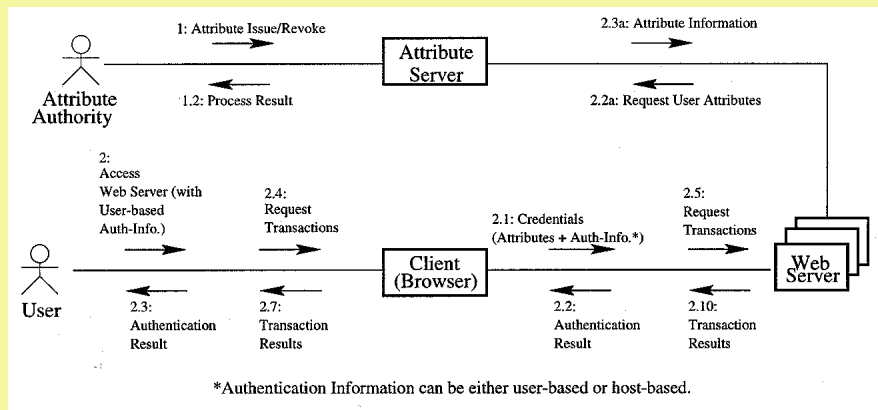 1: Attribute Issue/Revoke
2.3a: Attribute Information
Attribute
Server
Attribute
Authority
1.2: Process Result
2.2a: Request User Attributes
2:
Access
Web Server (with
User-based
Auth-Info.)
2.4:
Request
Transactions
2.1: Credentials
(Attributes + Auth-Info.*)
2.5:
Request
Transactions
User
Client
(Browser)
Web
Server
2.3:
Authentication
Result
2.7:
Transaction
Results
2.2:
Authentication
Result
2.10:
Transaction
Results
*Authentication Information can be either user-based or host-based.